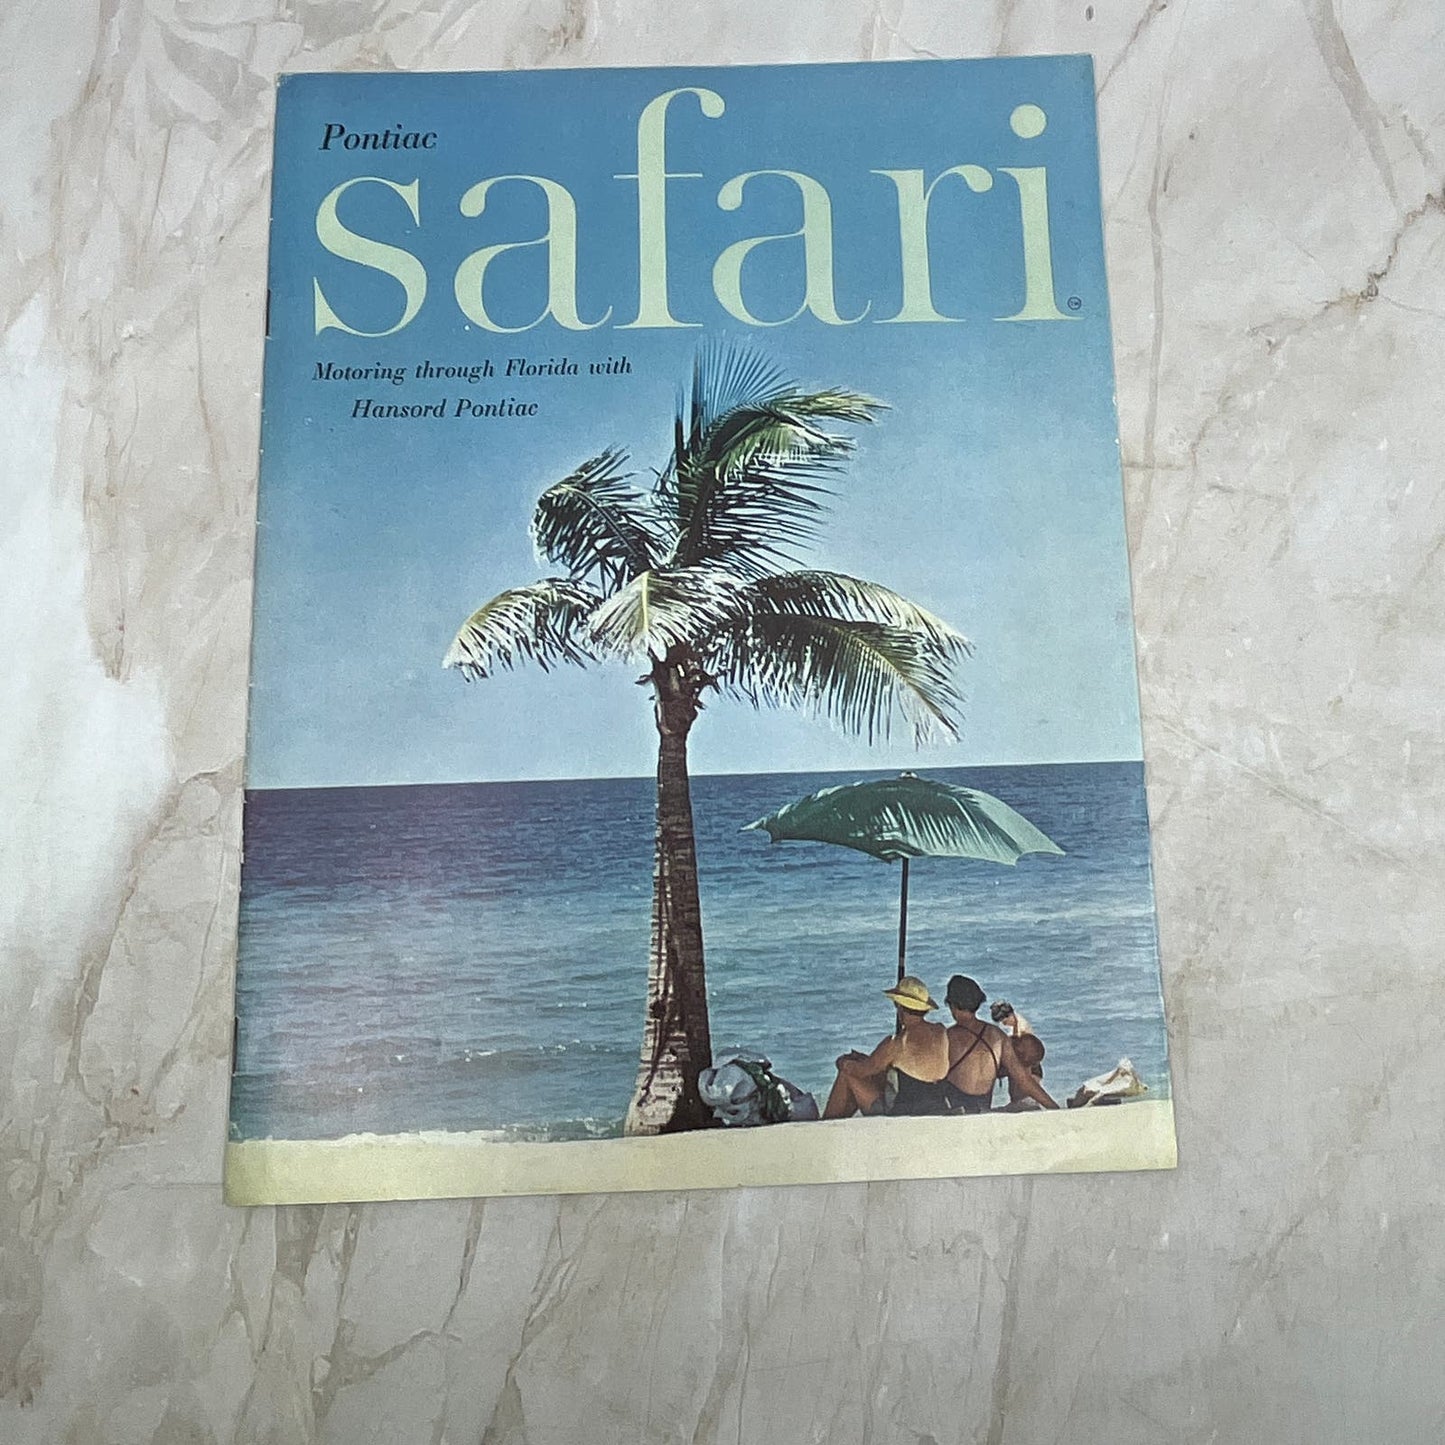 Pontiac
safari
Motoring through Florida with
Hansord Pontiac